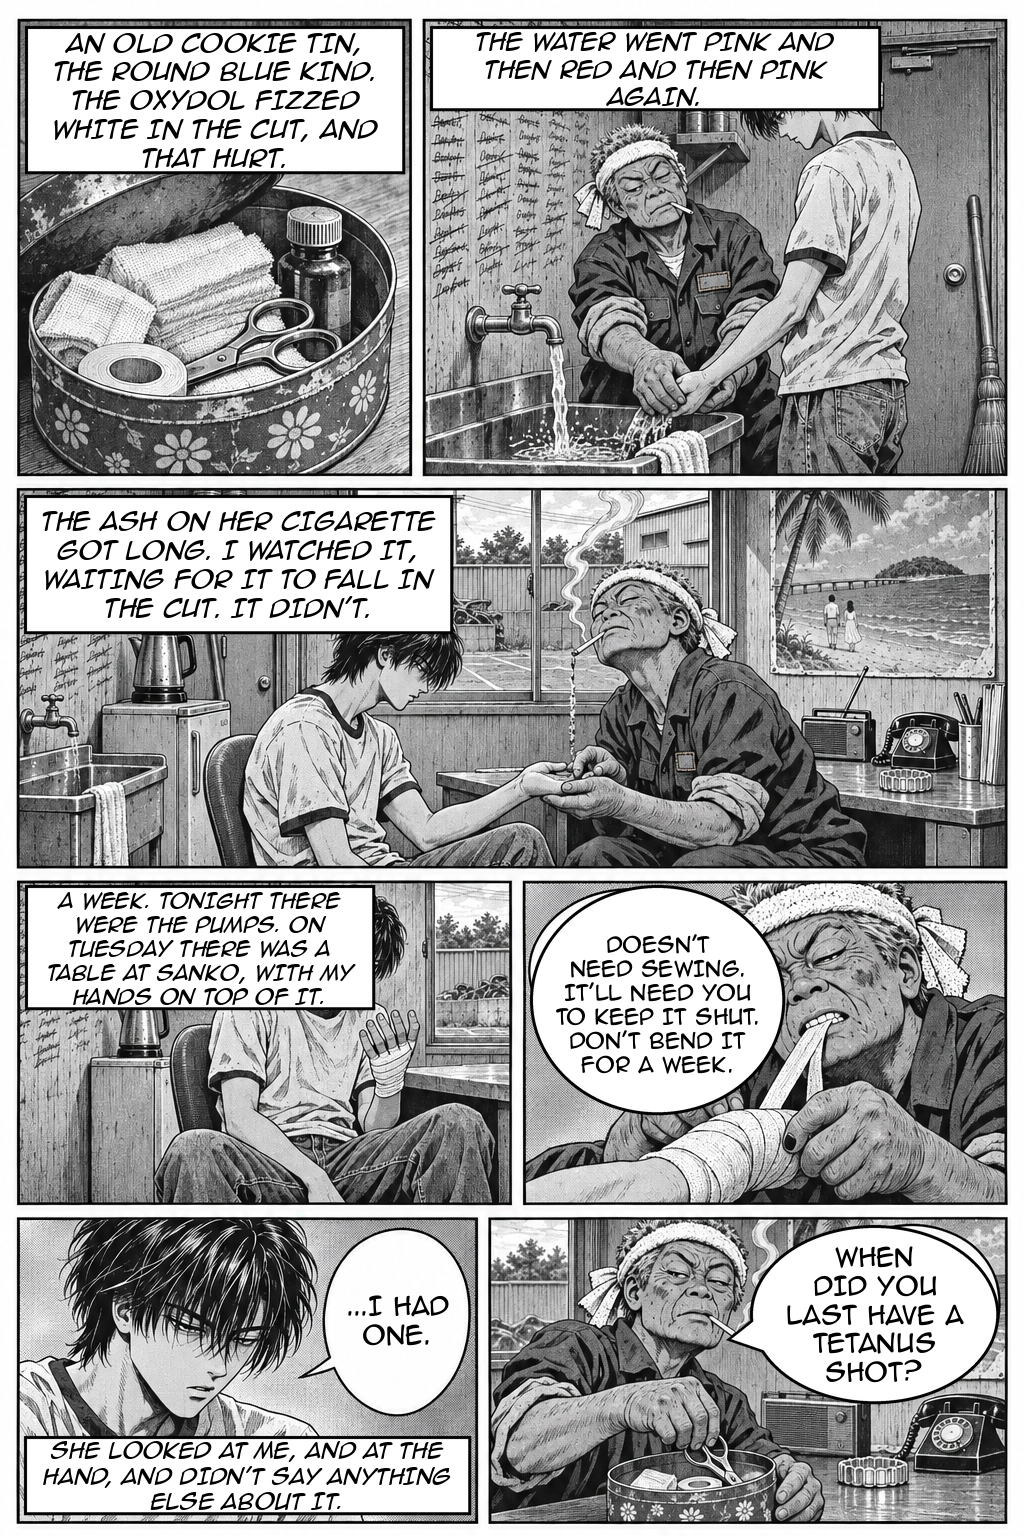 THE WATER WENT PINK AND
THEN RED AND THEN PINK
AGAIN.
AN OLD COOKIE TIN,
THE ROUND BLUE KIND.
THE OXYDOL FIZZED
WHITE IN THE CUT, AND
THAT HURT.
THE ASH ON HER CIGARETTE
GOT LONG. I WATCHED IT,
WAITING FOR IT TO FALL IN
THE CUT. IT DIDN'T.
DOESN'T
NEED SEWING.
IT'LL NEED YOU
TO KEEP IT SHUT.
DON'T BEND IT
FOR A WEEK.
A WEEK. TONIGHT THERE
WERE THE PUMPS. ON
TUESDAY THERE WAS A
TABLE AT SANKO, WITH MY
HANDS ON TOP OF IT.
WHEN
DID YOU
LAST HAVE A
TETANUS
SHOT?
...I HAD
ONE.
SHE LOOKED AT ME, AND AT THE
HAND, AND DIDN'T SAY ANYTHING
ELSE ABOUT IT.